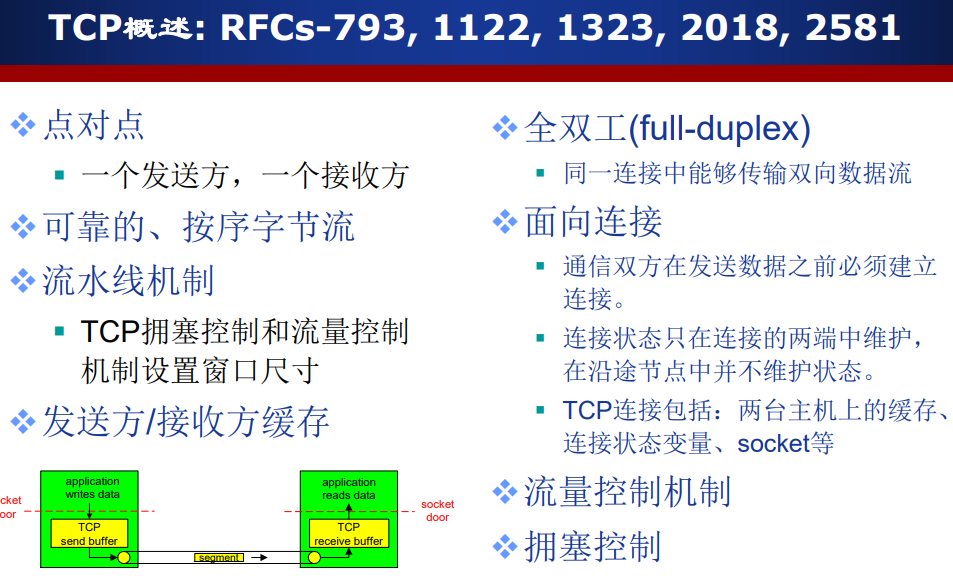 TCP概述: RFCs-793, 1122, 1323, 2018, 2581
点对点
一个发送方，一个接收方
可靠的、按序字节流
流水线机制
TCP拥塞控制和流量控制
机制设置窗口尺寸
发送方/接收方缓存
application
writes data
TCP
send buffer
segment
application
reads data
TCP
receive buffer
socket
door
全双工(full-duplex)
同一连接中能够传输双向数据流
面向连接
通信双方在发送数据之前必须建立
连接。
连接状态只在连接的两端中维护，
在沿途节点中并不维护状态。
TCP连接包括：两台主机上的缓存、
连接状态变量、socket等
流量控制机制
拥塞控制